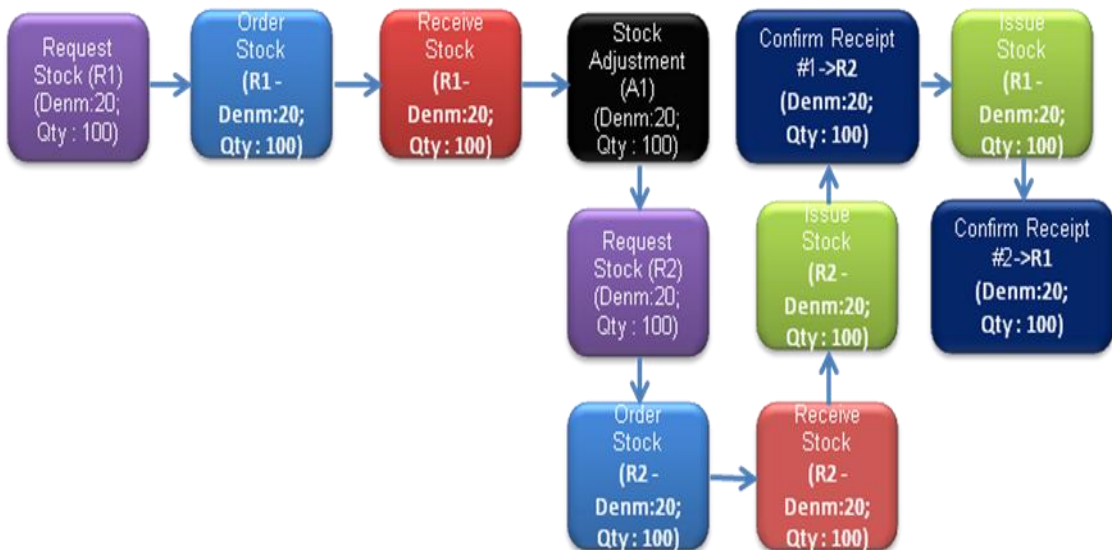 Request
Stock (R1)
(Denm:20;
Qty : 100)
Order
Stock
(R1 -
Denm:20;
Qty : 100)
Receive
Stock
(R1-
Denm:20;
Qty : 100)
Stock
Adjustment
(A1)
(Denm:20;
Qty : 100)
Request
Stock (R2)
(Denm:20;
Qty : 100)
Order
Stock
(R2 -
Denm:20;
Qty : 100)
Receive
Stock
(R2 -
Denm:20;
Qty : 100)
Issue
Stock
(R2 -
Denm:20;
Qty : 100)
Confirm Receipt
#1->R2
(Denm:20;
Qty : 100)
Issue
Stock
(R1 -
Denm:20;
Qty : 100)
Confirm Receipt
#2->R1
(Denm:20;
Qty : 100)